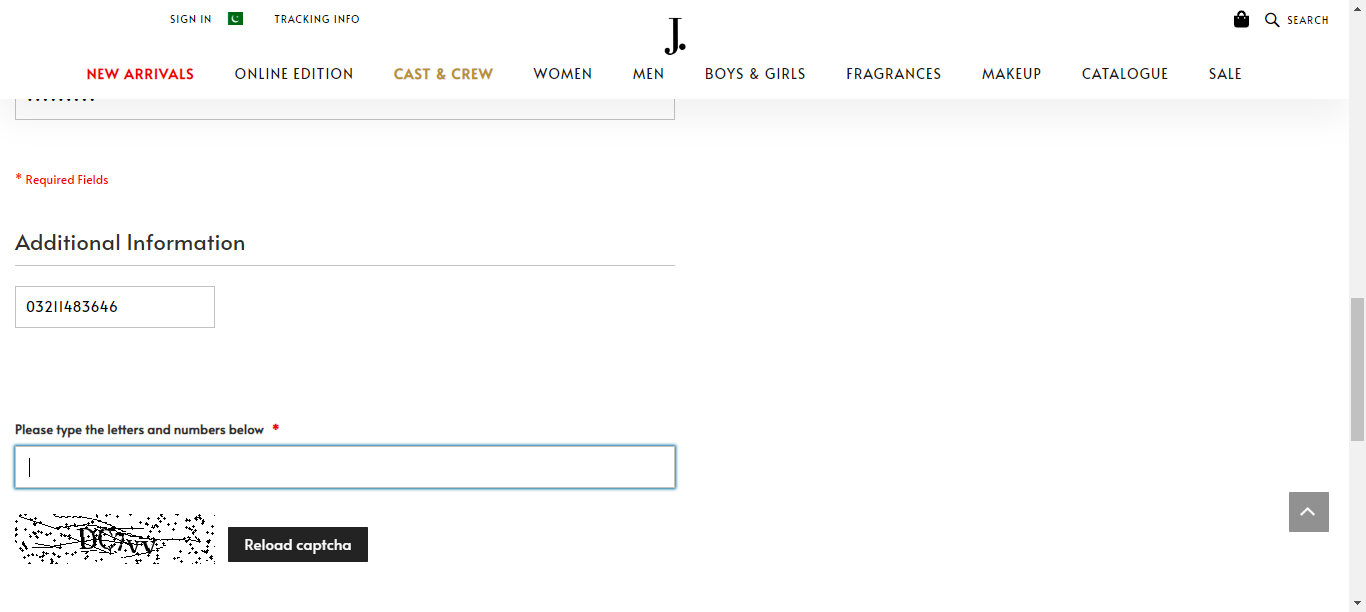 SIGN IN TRACKING INFO SEARCH
J.
NEW ARRIVALS ONLINE EDITION CAST & CREW WOMEN MEN BOYS & GIRLS FRAGRANCES MAKEUP CATALOGUE SALE
* Required Fields
Additional Information
03211483646
Please type the letters and numbers below *
Reload captcha